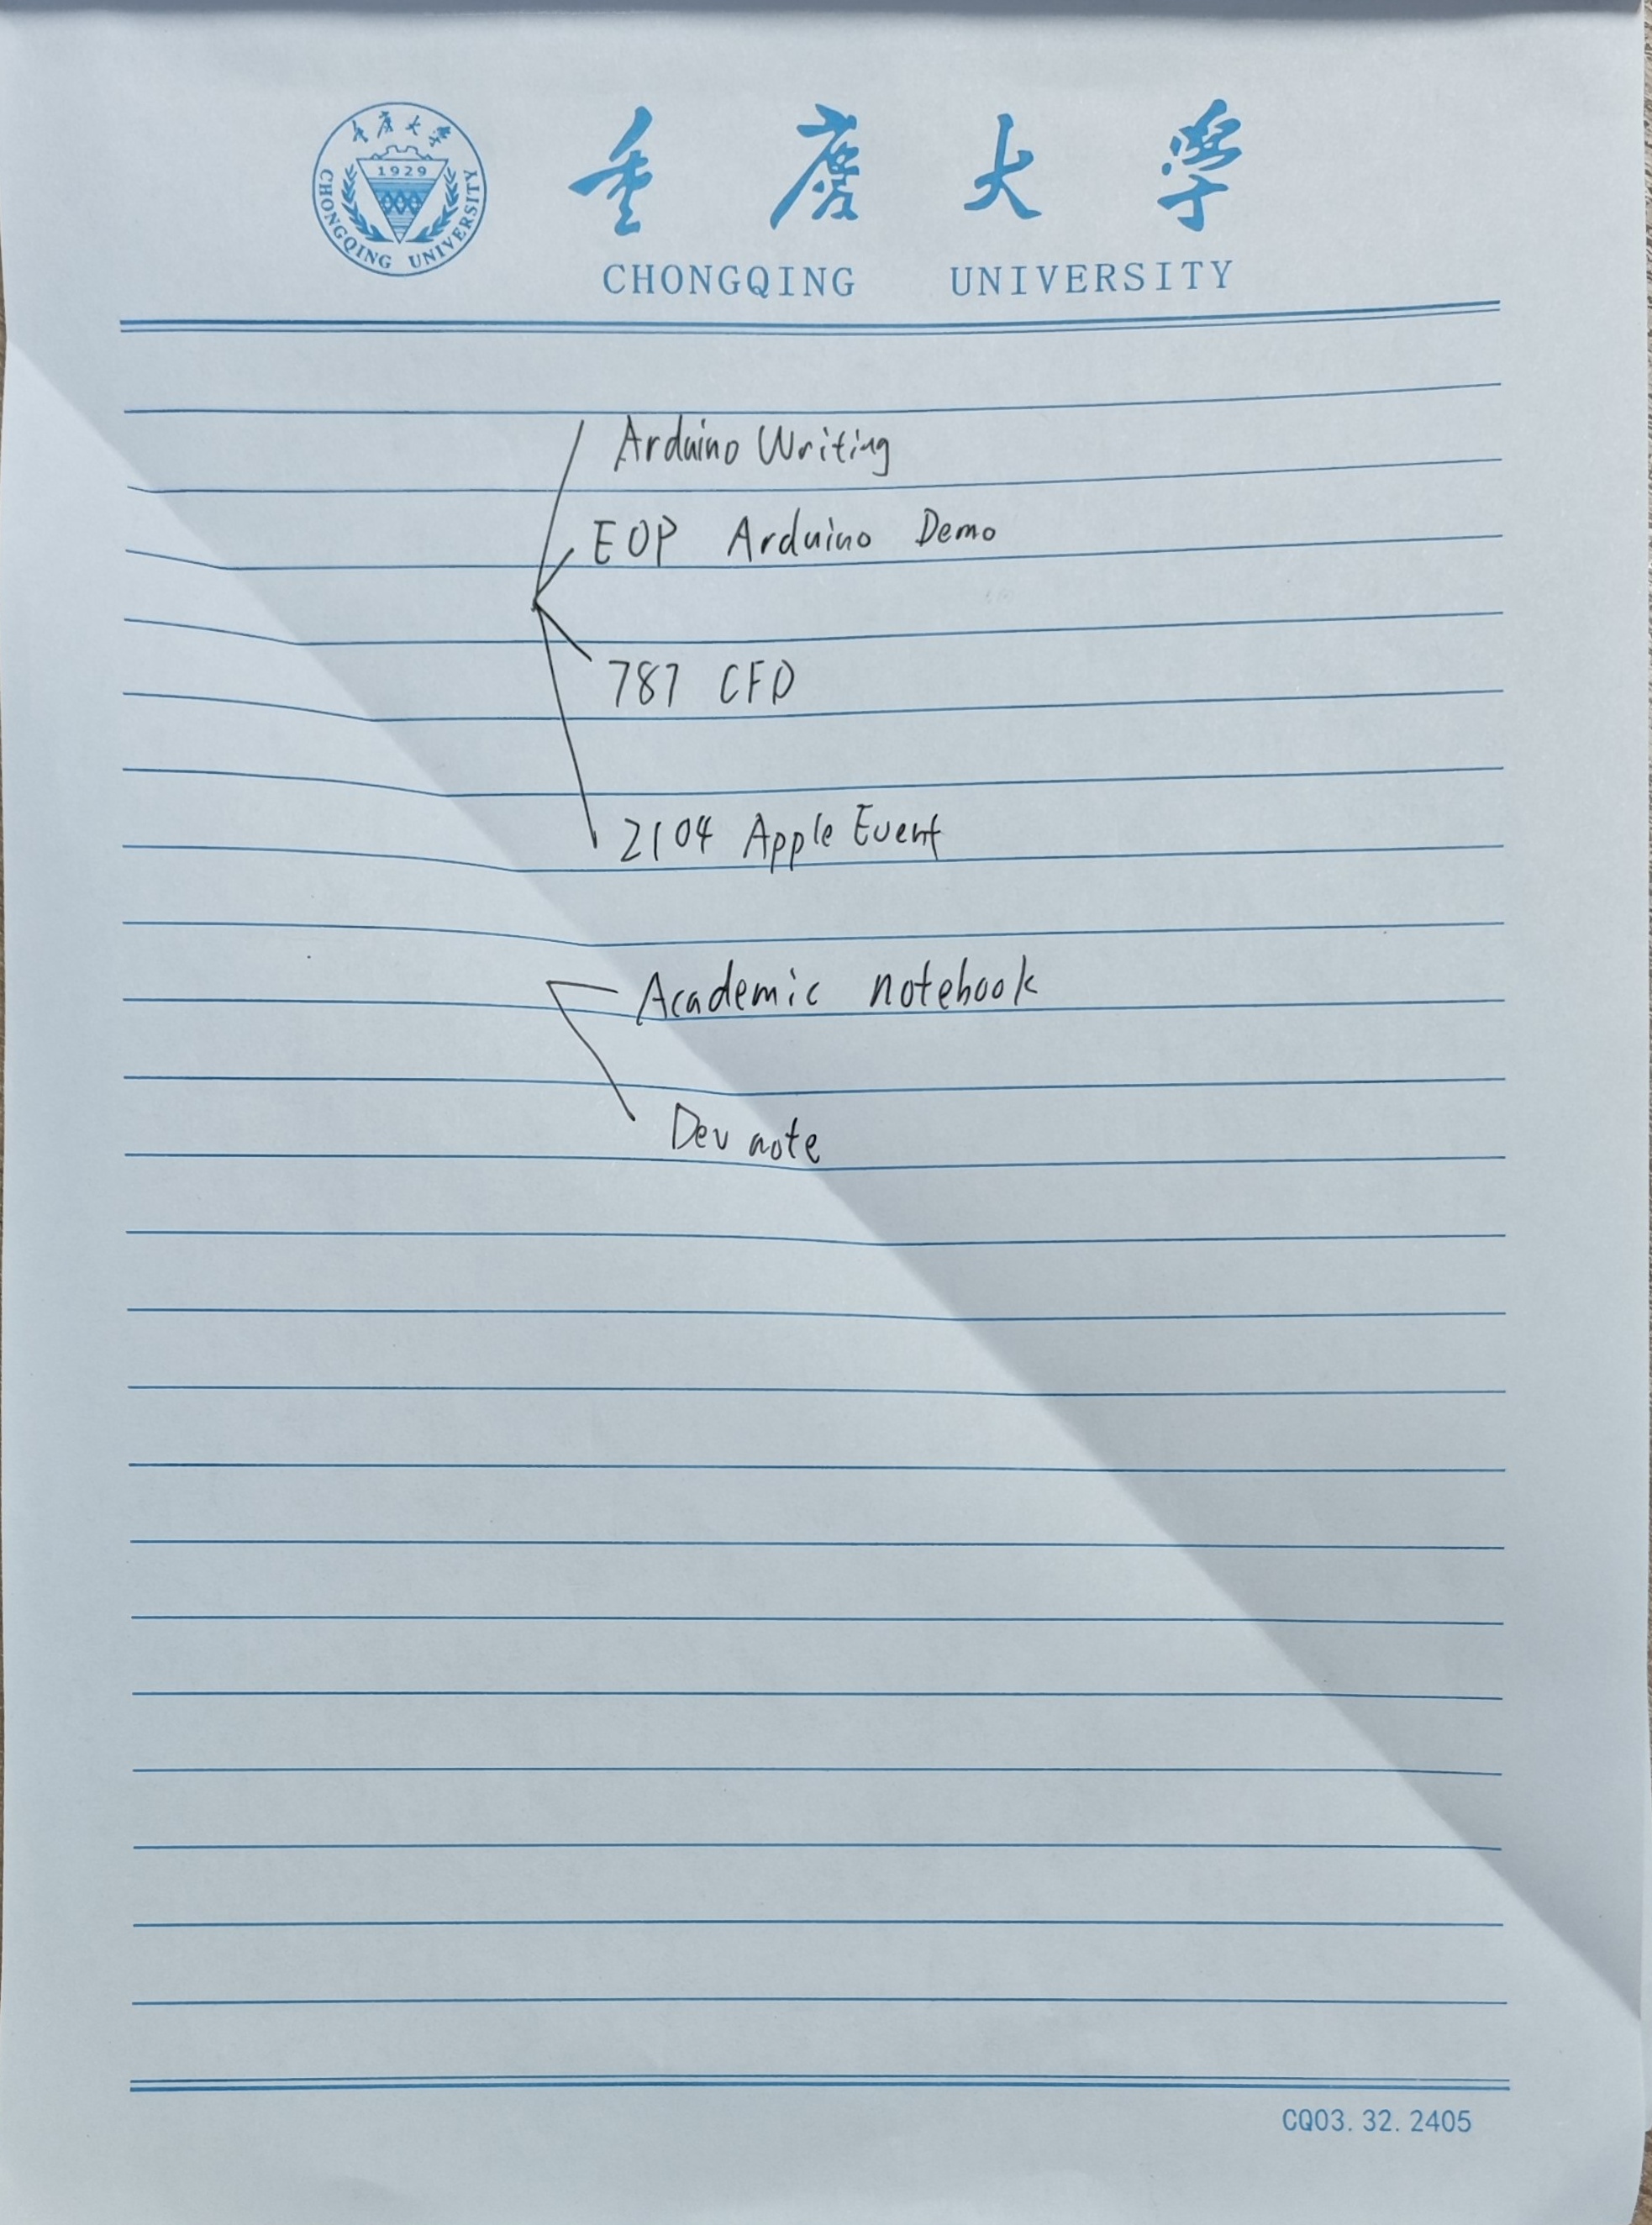 重庆大学
1929
CHONGQING UNIVERSITY
重庆大学
CHONGQING UNIVERSITY
Arduino Writing
EOP Arduino Demo
787 CFD
2104 Apple Event
Academic notebook
Dev note
CQ03.32.2405